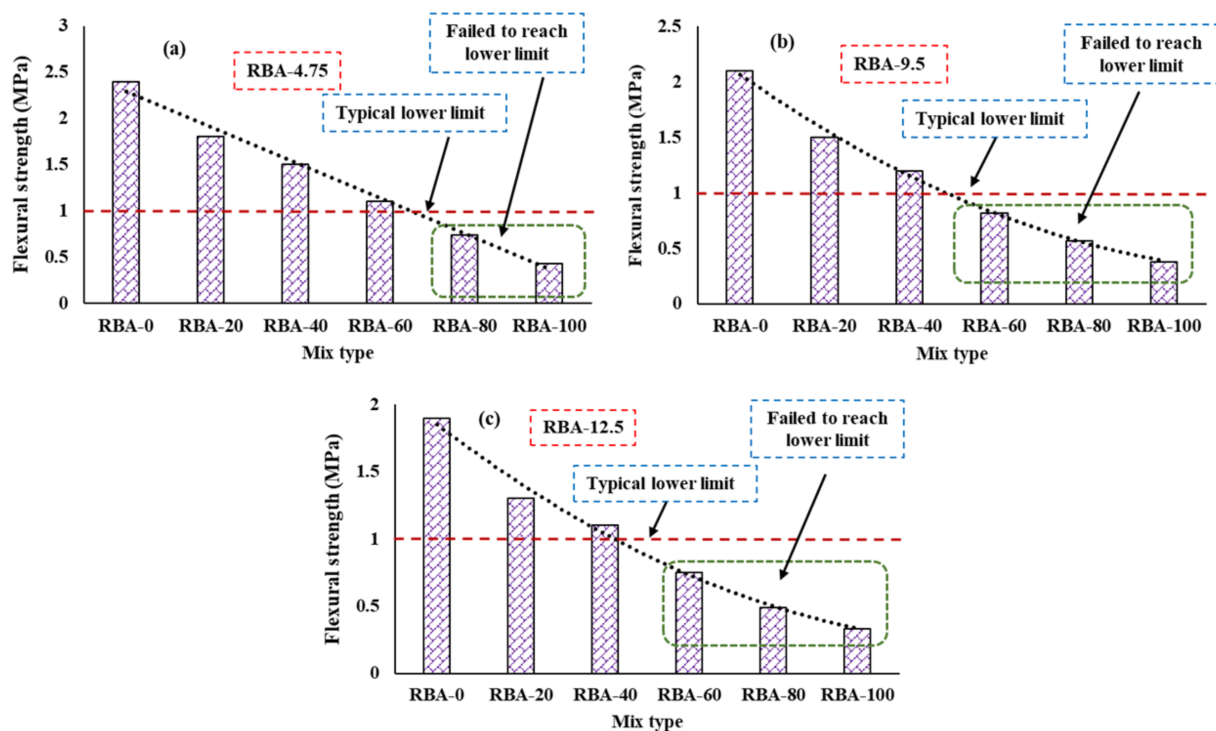 (a)
RBA-4.75
Failed to reach
lower limit
Typical lower limit
Flexural strength (MPa)
3
2.5
2
1.5
1
0.5
0
RBA-0 RBA-20 RBA-40 RBA-60 RBA-80 RBA-100
Mix type
(b)
RBA-9.5
Failed to reach
lower limit
Typical lower limit
Flexural strength (MPa)
2.5
2
1.5
1
0.5
0
RBA-0 RBA-20 RBA-40 RBA-60 RBA-80 RBA-100
Mix type
(c)
RBA-12.5
Failed to reach
lower limit
Typical lower limit
Flexural strength (MPa)
2
1.5
1
0.5
0
RBA-0 RBA-20 RBA-40 RBA-60 RBA-80 RBA-100
Mix type